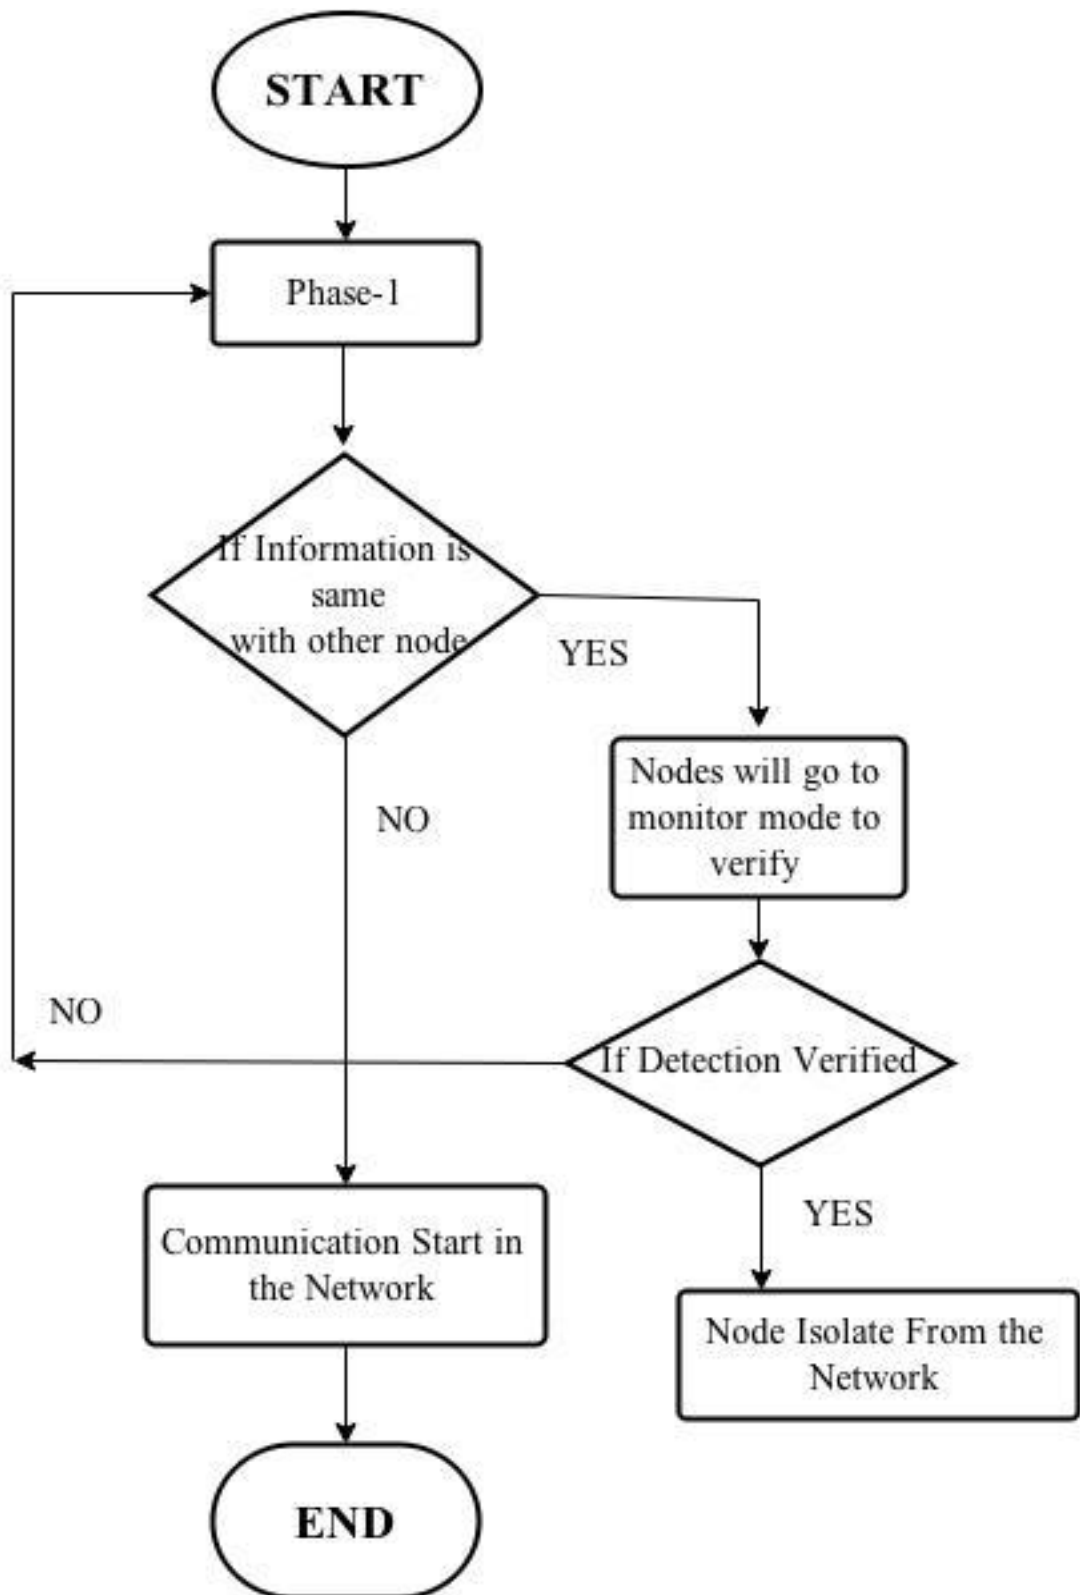 START
Phase-1
If Information is
same
with other node
YES
NO
Nodes will go to
monitor mode to
verify
NO
If Detection Verified
YES
Communication Start in
the Network
Node Isolate From the
Network
END